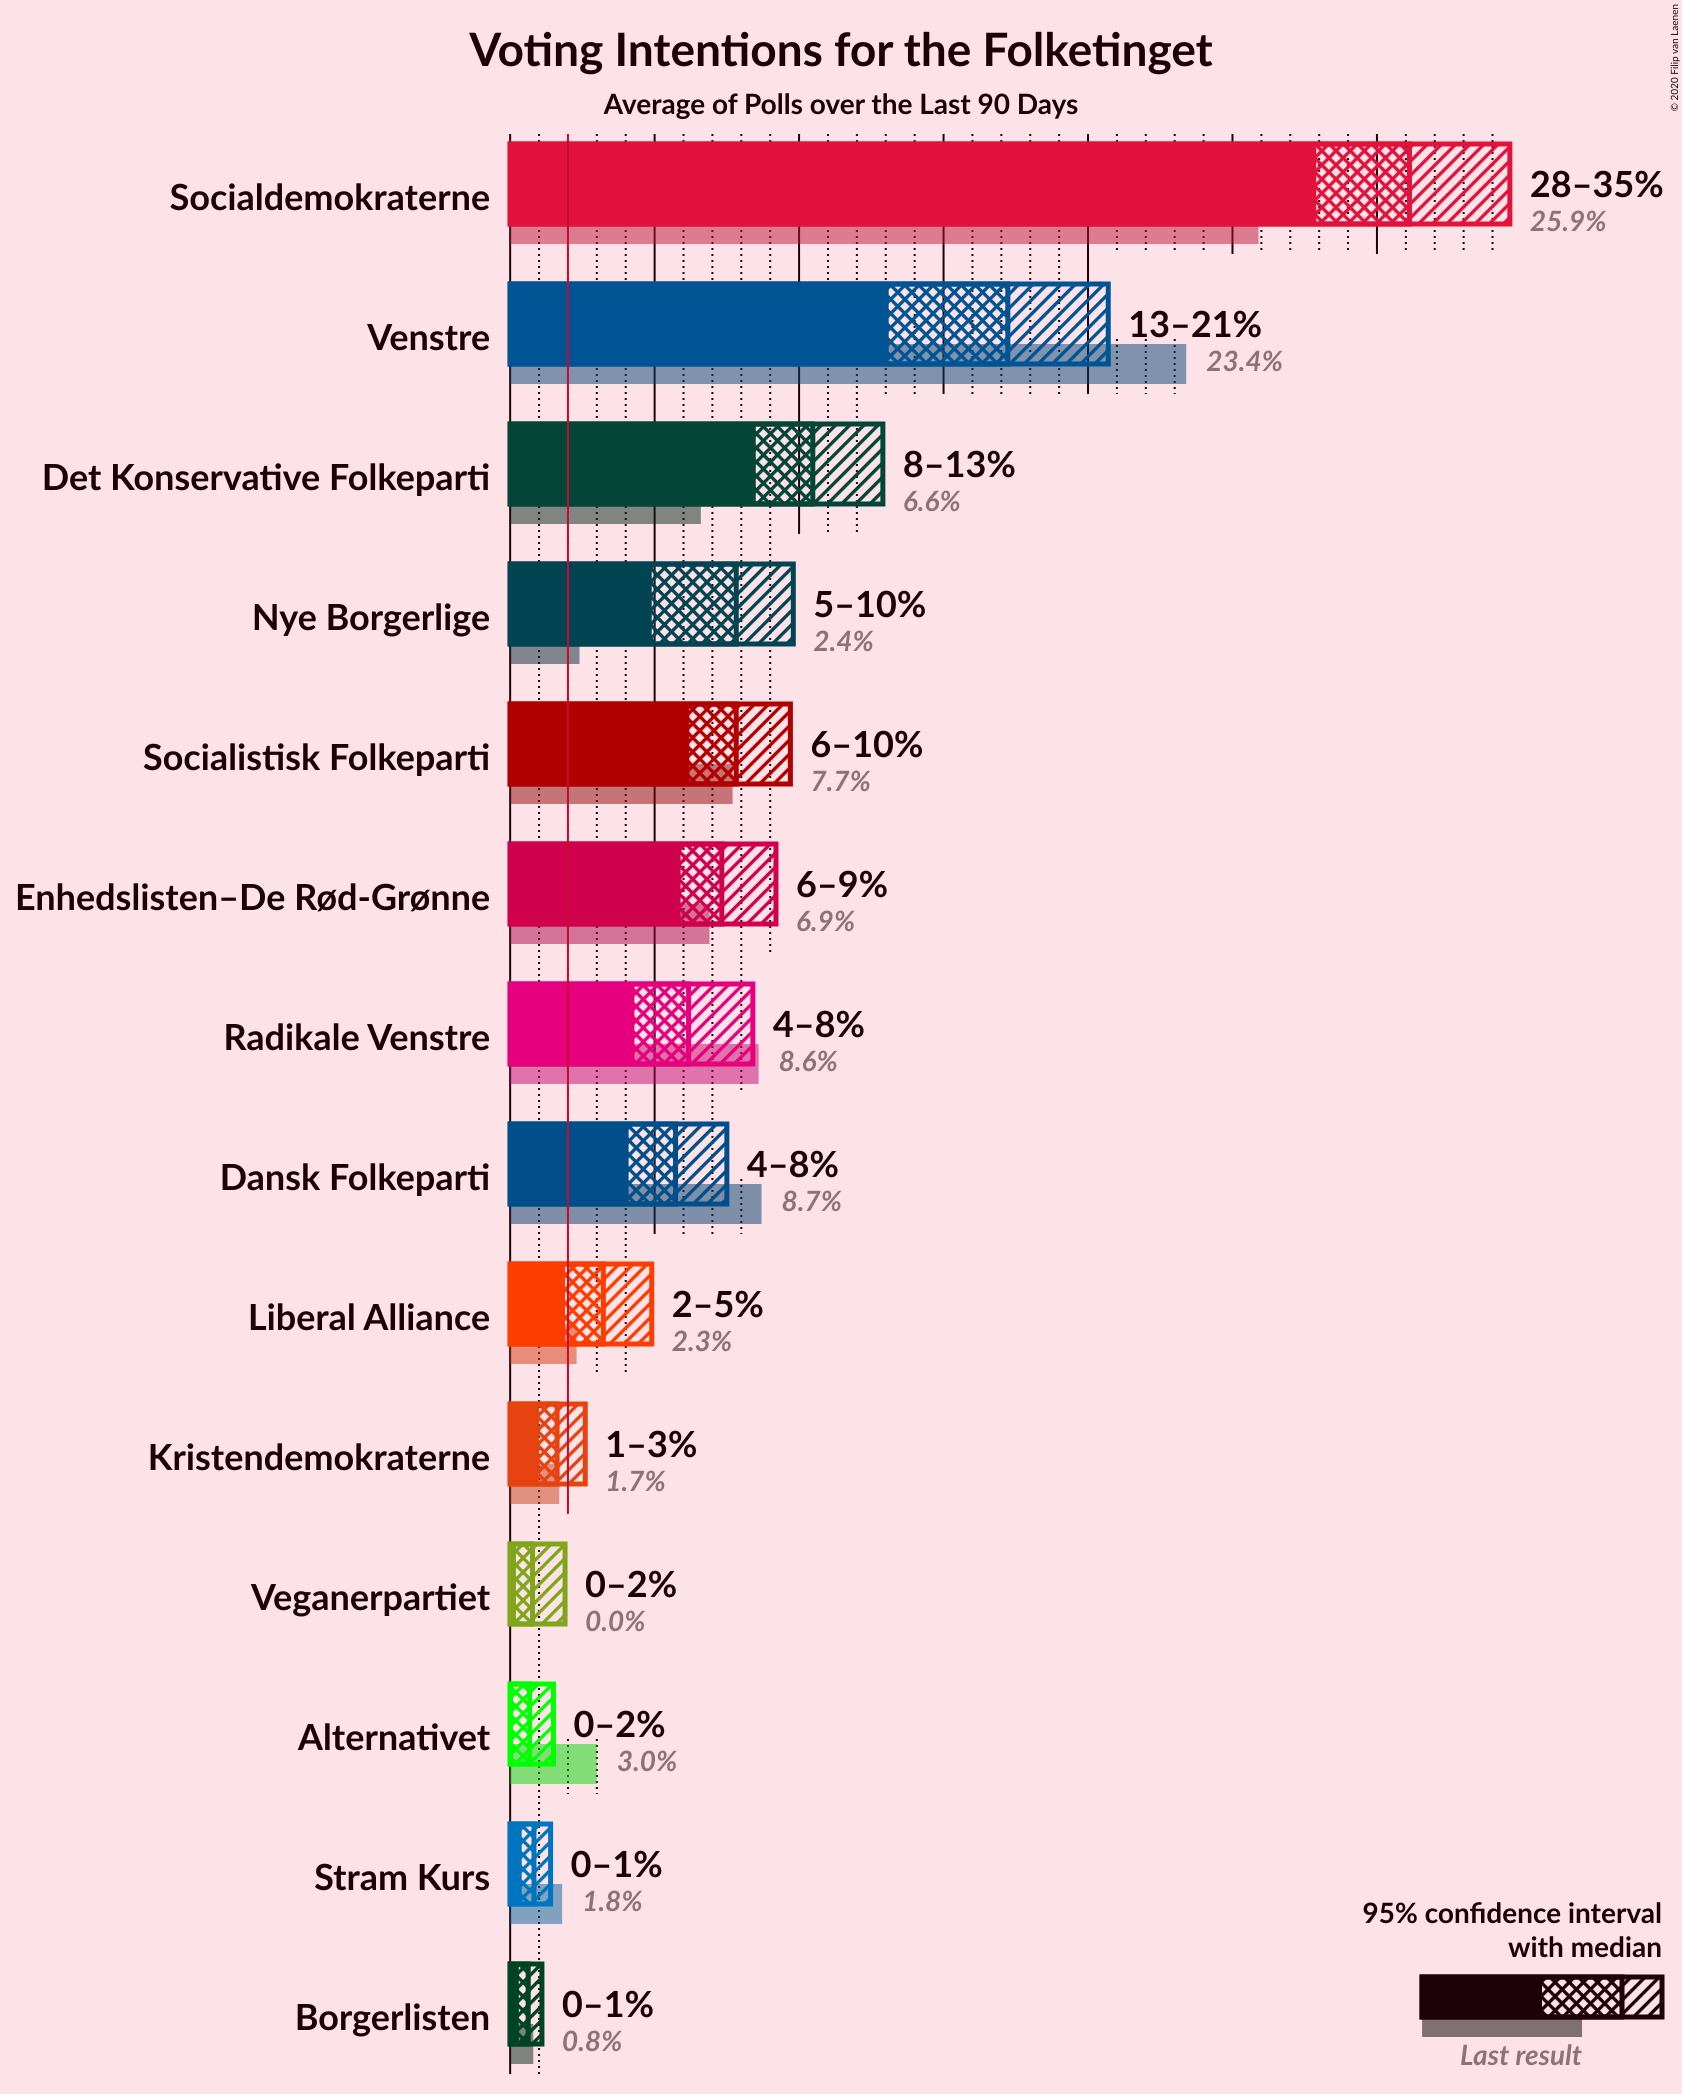 © 2020 Filip van Laenen
Voting Intentions for the Folketinget
Average of Polls over the Last 90 Days
Socialdemokraterne
28–35%
25.9%
Venstre
13–21%
23.4%
Det Konservative Folkeparti
8–13%
6.6%
Nye Borgerlige
5–10%
2.4%
Socialistisk Folkeparti
6–10%
7.7%
Enhedslisten–De Rød-Grønne
6–9%
6.9%
Radikale Venstre
4–8%
8.6%
Dansk Folkeparti
4–8%
8.7%
Liberal Alliance
2–5%
2.3%
Kristendemokraterne
1–3%
1.7%
Veganerpartiet
0–2%
0.0%
Alternativet
0–2%
3.0%
Stram Kurs
0–1%
1.8%
Borgerlisten
0–1%
0.8%
95% confidence interval
with median
Last result